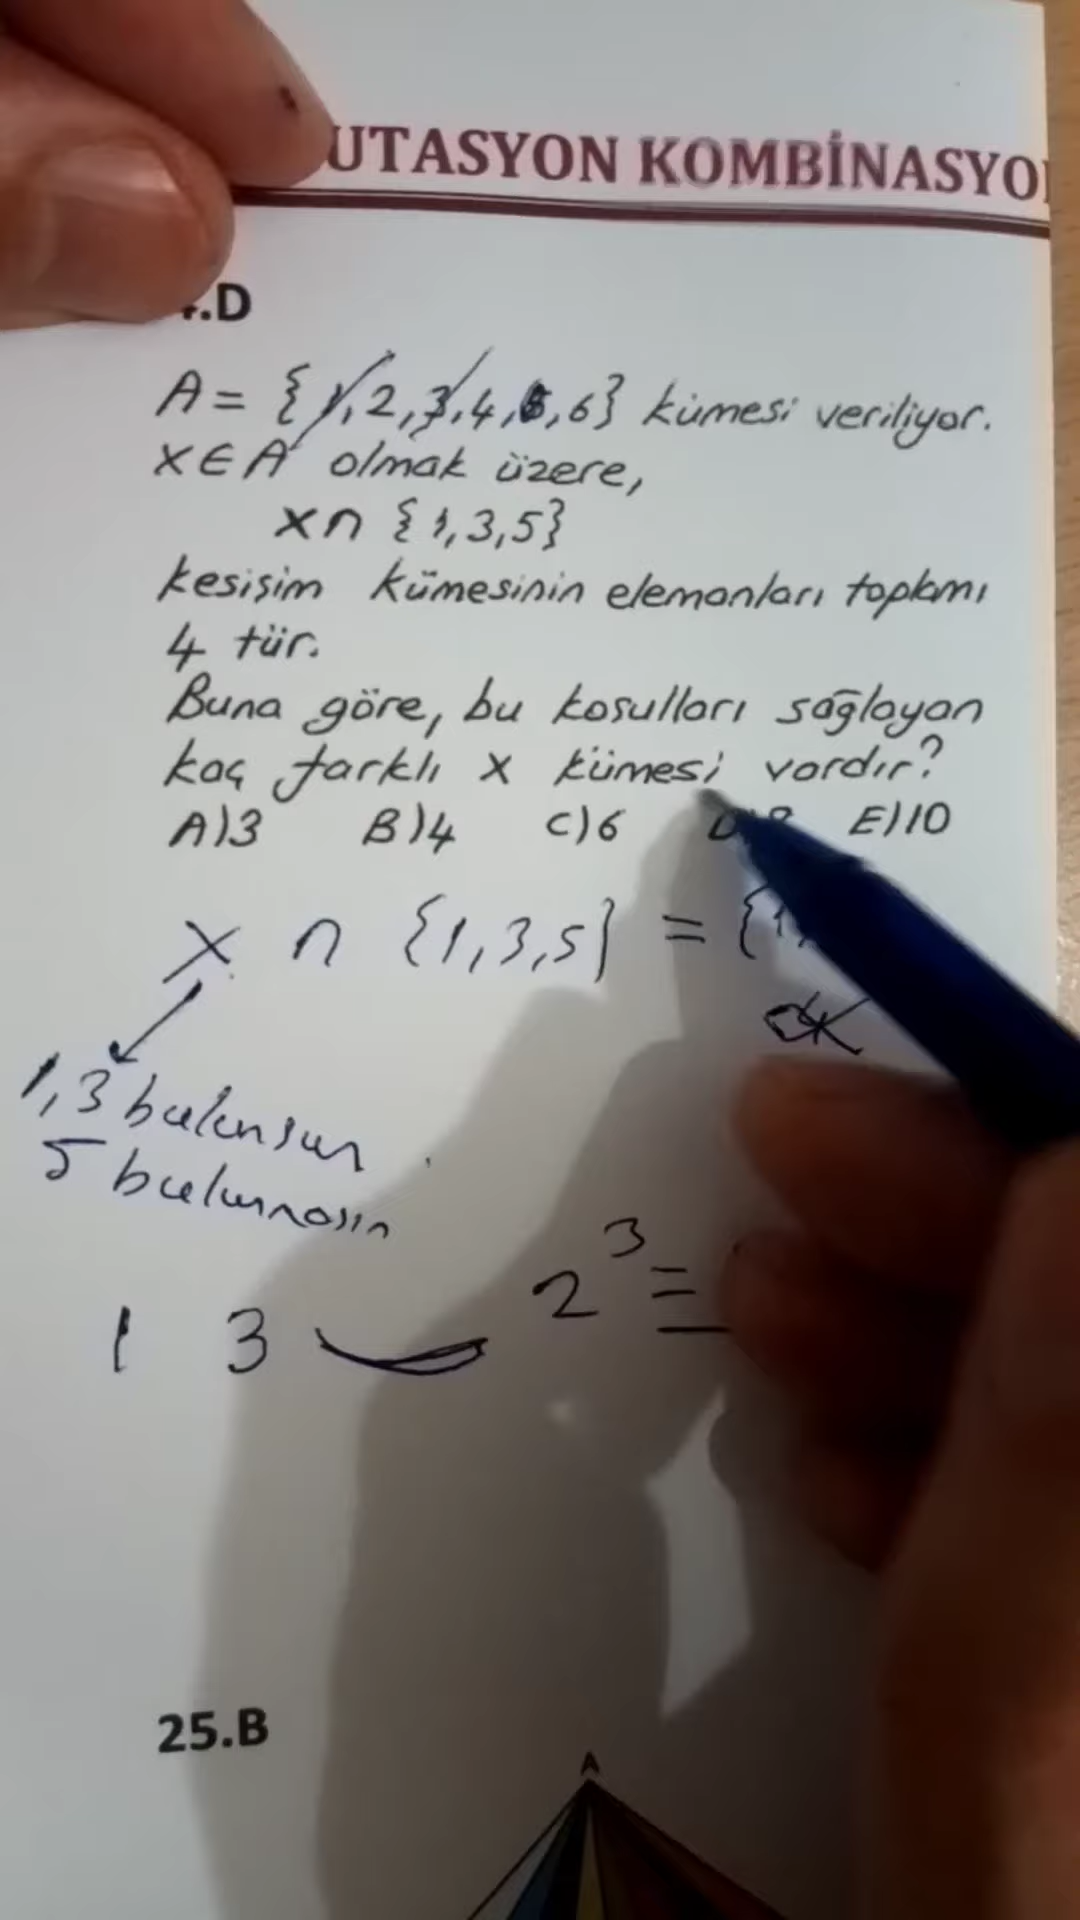 UTASYON KOMBİNASYO
.D
A = {1, 2, 3, 4, 5, 6} kümesi veriliyor.
X ∈ A olmak üzere,
X ∩ {1,3,5}
kesişim kümesinin elemanları toplamı
4 tür.
Buna göre, bu koşulları sağlayan
kaç farklı X kümesi vardır?
A)3 B)4 C)6 E)10
X ∩ {1,3,5} = {1,
1,3 bulunsun
5 bulunmasın
2³ =
1 3
25.B
A